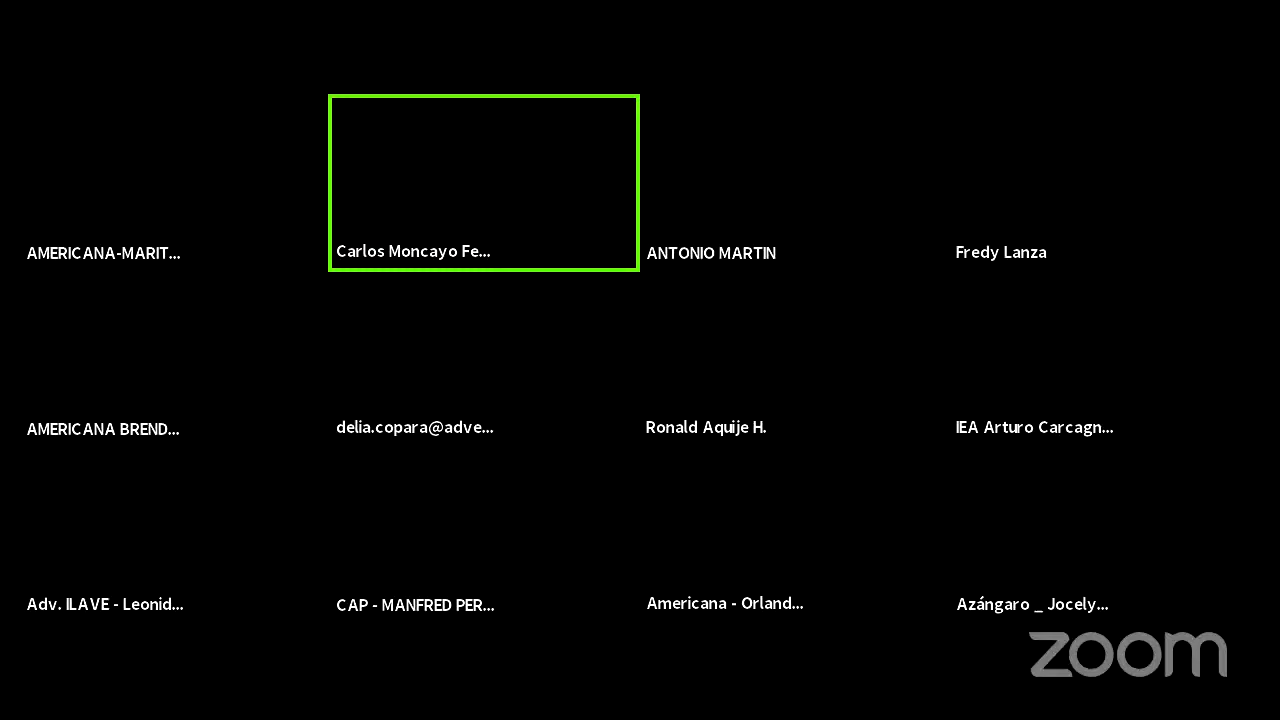 AMERICANA-MARIT...
Carlos Moncayo Fe...
ANTONIO MARTIN
Fredy Lanza
AMERICANA BREND...
delia.copara@adve...
Ronald Aquije H.
IEA Arturo Carcagn...
Adv. ILAVE - Leonid...
CAP - MANFRED PER...
Americana - Orland...
Azángaro _ Jocely...
zoom